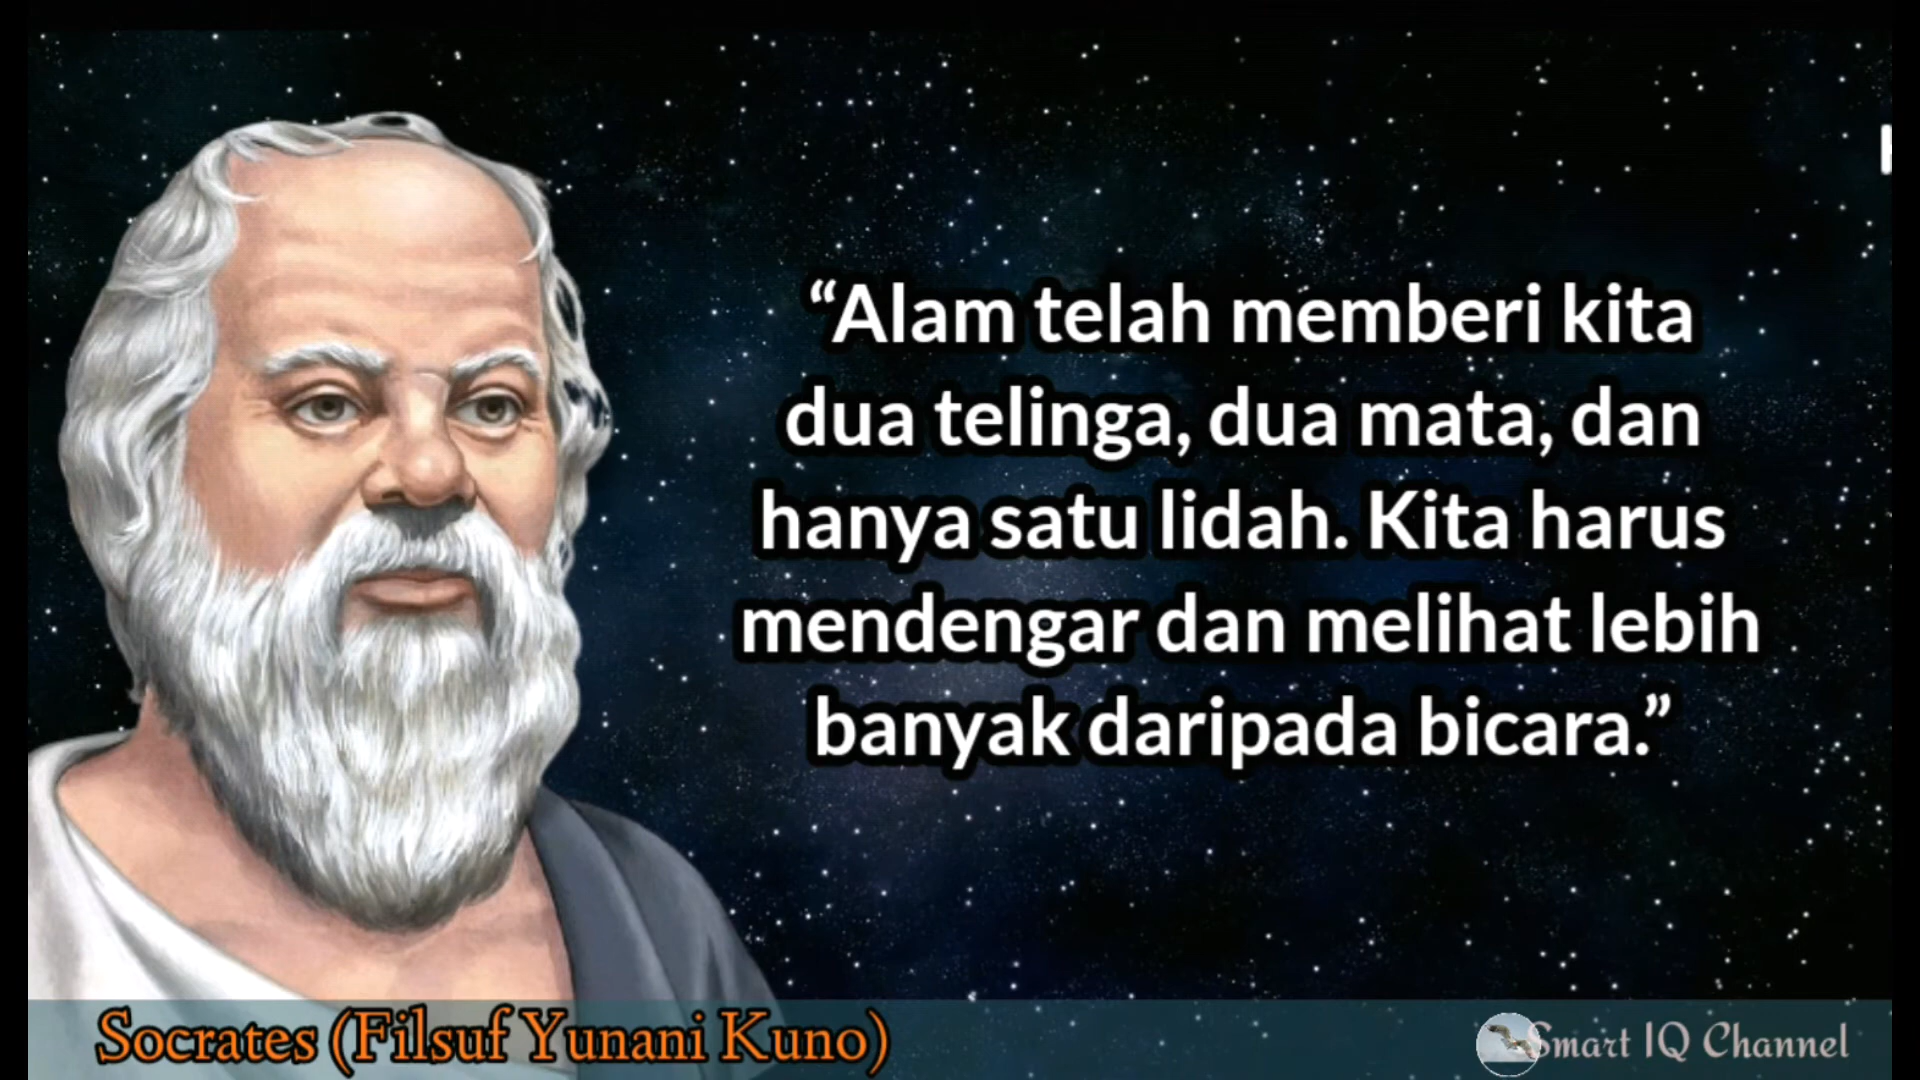 “Alam telah memberi kita
dua telinga, dua mata, dan
hanya satu lidah. Kita harus
mendengar dan melihat lebih
banyak daripada bicara.”
Socrates (Filsuf Yunani Kuno)
Smart IQ Channel